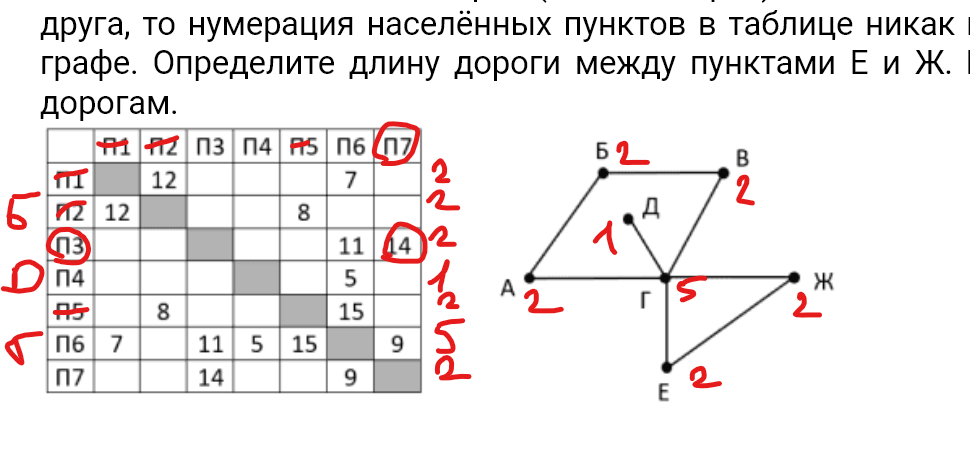 друга, то нумерация населённых пунктов в таблице никак
графе. Определите длину дороги между пунктами Е и Ж.
дорогам.
П1 П2 П3 П4 П5 П6 П7
П1 12 7 2
Б П2 12 8 2
П3 11 14 2
D П4 5 1
П5 8 15 2
Г П6 7 11 5 15 9 5
П7 14 9 2
Б 2 В 2
Д 1
А 2 Г 5 Ж 2
Е 2